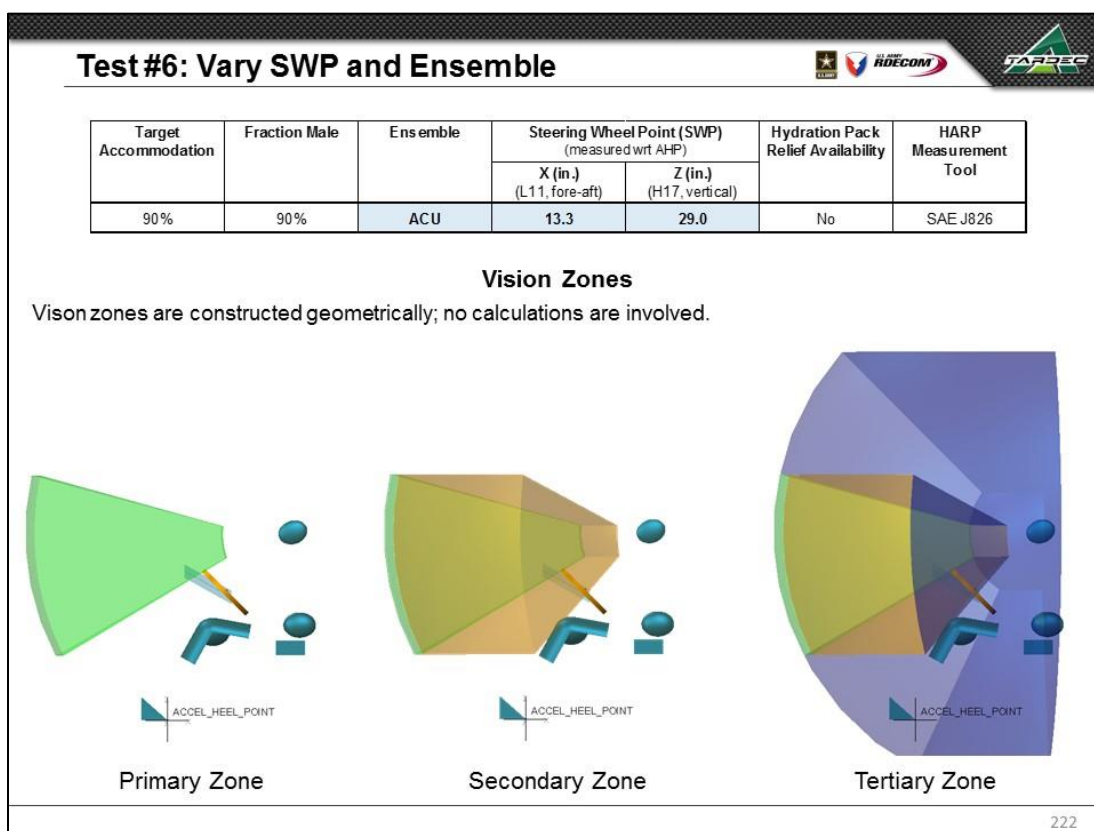 Test #6: Vary SWP and Ensemble
U.S. ARMY
U.S. ARMY
RDECOM
TARDEC
Target
Accommodation
Fraction Male
Ensemble
Steering Wheel Point (SWP)
(measured wrt AHP)
Hydration Pack
Relief Availability
HARP
Measurement
Tool
X (in.)
(L11, fore-aft)
Z (in.)
(H17, vertical)
90%
90%
ACU
13.3
29.0
No
SAE J826
Vision Zones
Vison zones are constructed geometrically; no calculations are involved.
ACCEL_HEEL_POINT
ACCEL_HEEL_POINT
ACCEL_HEEL_POINT
Primary Zone
Secondary Zone
Tertiary Zone
222